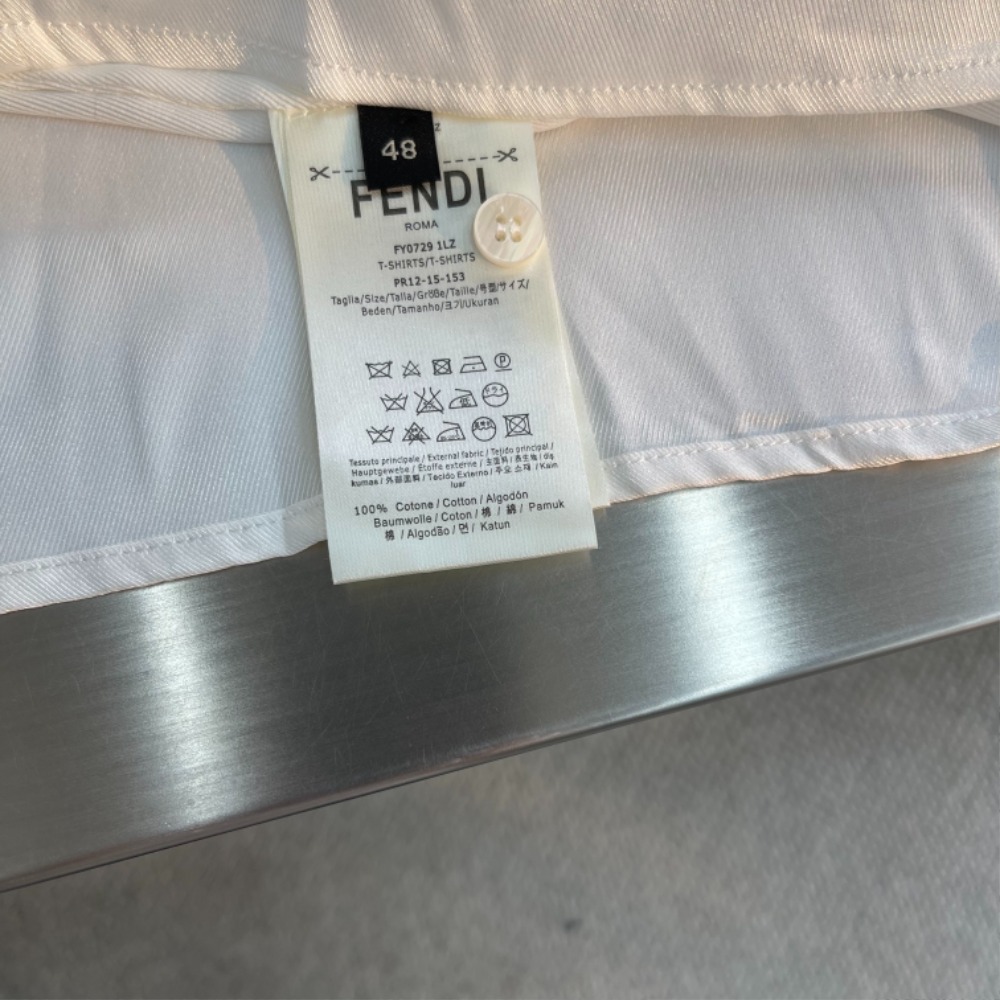 48
Z
FENDI
ROMA
FY0729 1LZ
T-SHIRTS/T-SHIRTS
PR12-15-153
Taglia/Size/Talla/Größe/Taille/号型/サイズ/
Beden/Tamanho/크기/Ukuran
P
ドライ
Tessuto principale / External fabric / Tejido principal /
Hauptgewebe / Étoffe externe / 主面料 / 表生地 / dış
kumaş / 外部面料 / Tecido Externo / 주요 소재 / Kain
luar
100% Cotone / Cotton / Algodón
Baumwolle / Coton / 棉 / 綿 / Pamuk
棉 / Algodão / 면 / Katun